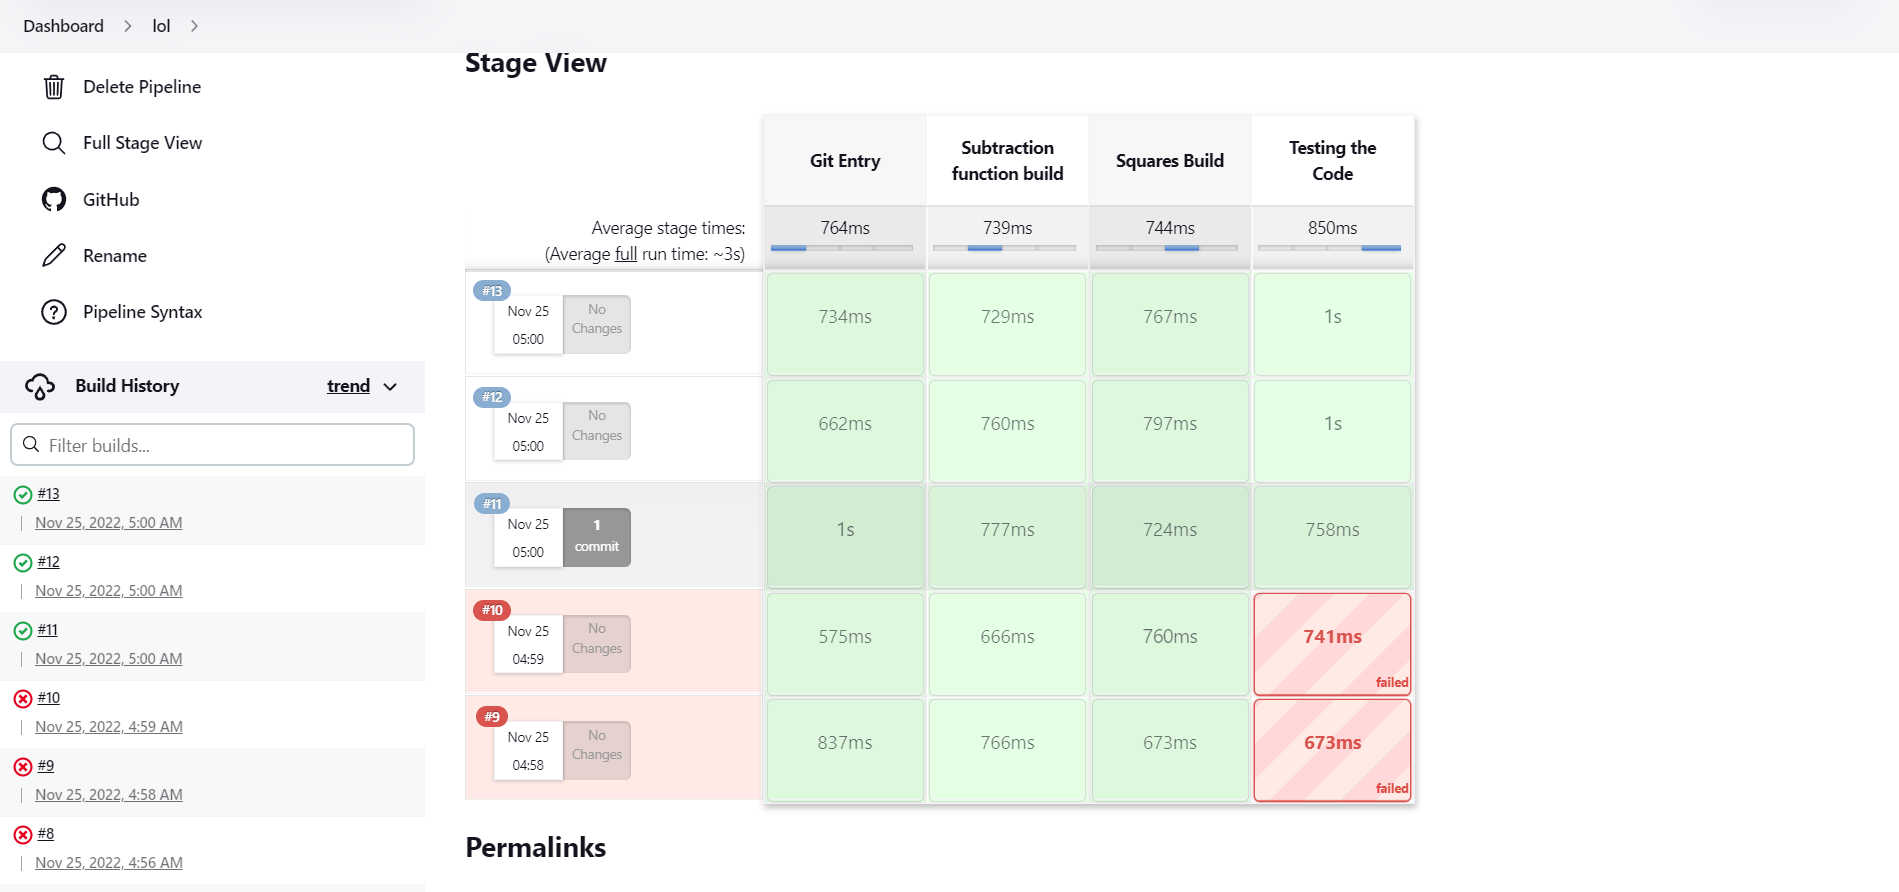 Dashboard > lol >
Delete Pipeline
Full Stage View
GitHub
Rename
Pipeline Syntax
Build History
trend
Filter builds...
#13
Nov 25, 2022, 5:00 AM
#12
Nov 25, 2022, 5:00 AM
#11
Nov 25, 2022, 5:00 AM
#10
Nov 25, 2022, 4:59 AM
#9
Nov 25, 2022, 4:58 AM
#8
Nov 25, 2022, 4:56 AM
Stage View
Git Entry
Subtraction
function build
Squares Build
Testing the
Code
Average stage times:
(Average full run time: ~3s)
764ms
739ms
744ms
850ms
#13
Nov 25
05:00
No
Changes
734ms
729ms
767ms
1s
#12
Nov 25
05:00
No
Changes
662ms
760ms
797ms
1s
#11
Nov 25
05:00
1
commit
1s
777ms
724ms
758ms
#10
Nov 25
04:59
No
Changes
575ms
666ms
760ms
741ms
failed
#9
Nov 25
04:58
No
Changes
837ms
766ms
673ms
673ms
failed
Permalinks